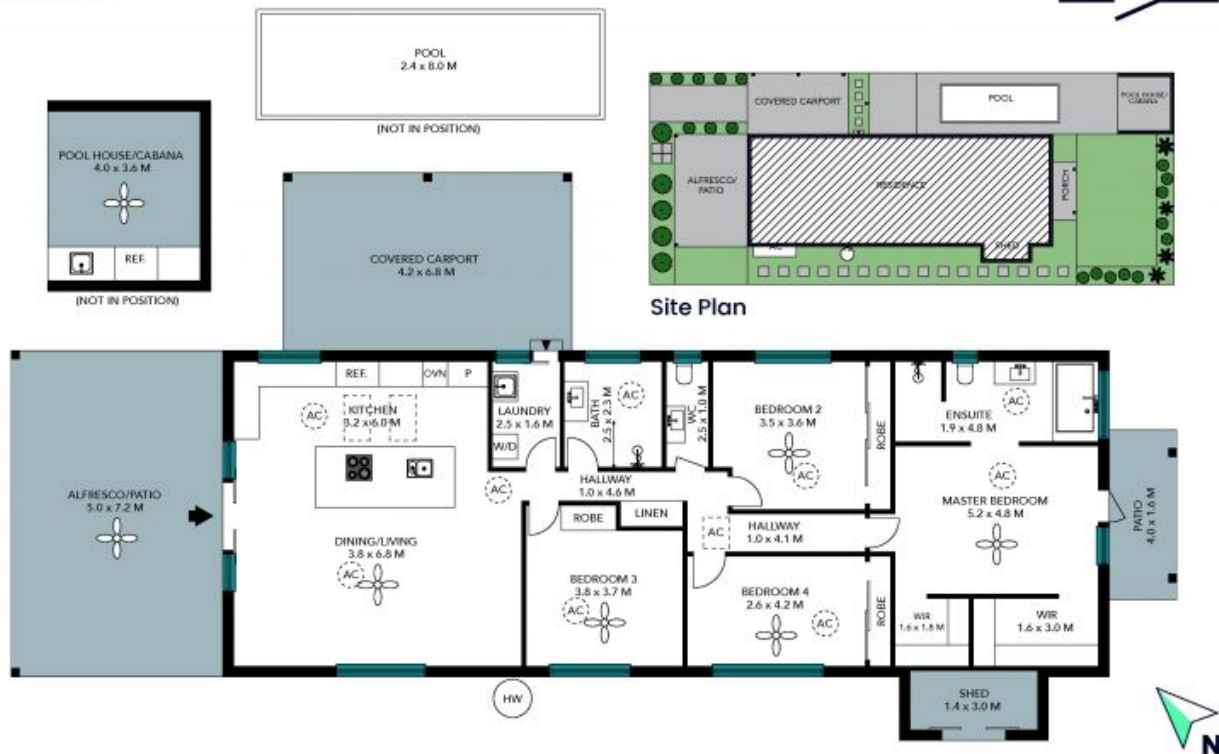 POOL
2.4 x 8.0 M
(NOT IN POSITION)
POOL HOUSE/CABANA
4.0 x 3.6 M
REF.
(NOT IN POSITION)
COVERED CARPORT
4.2 x 6.8 M
COVERED CARPORT
POOL
POOL HOUSE/
CABANA
ALFRESCO/
PATIO
RESIDENCE
PORCH
AC
SHED
Site Plan
REF.
OVN
P
KITCHEN
3.2 x 6.0 M
AC
LAUNDRY
2.5 x 1.6 M
W/D
BATH
2.5 x 2.3 M
AC
WC
2.5 x 1.0 M
BEDROOM 2
3.5 x 3.6 M
AC
ROBE
ENSUITE
1.9 x 4.8 M
AC
ALFRESCO/PATIO
5.0 x 7.2 M
AC
HALLWAY
1.0 x 4.6 M
ROBE
LINEN
AC
HALLWAY
1.0 x 4.1 M
AC
MASTER BEDROOM
5.2 x 4.8 M
PATIO
4.0 x 1.6 M
DINING/LIVING
3.8 x 6.8 M
AC
BEDROOM 3
3.8 x 3.7 M
AC
BEDROOM 4
2.6 x 4.2 M
AC
ROBE
WIR
1.6 x 1.8 M
WIR
1.6 x 3.0 M
HW
SHED
1.4 x 3.0 M
N